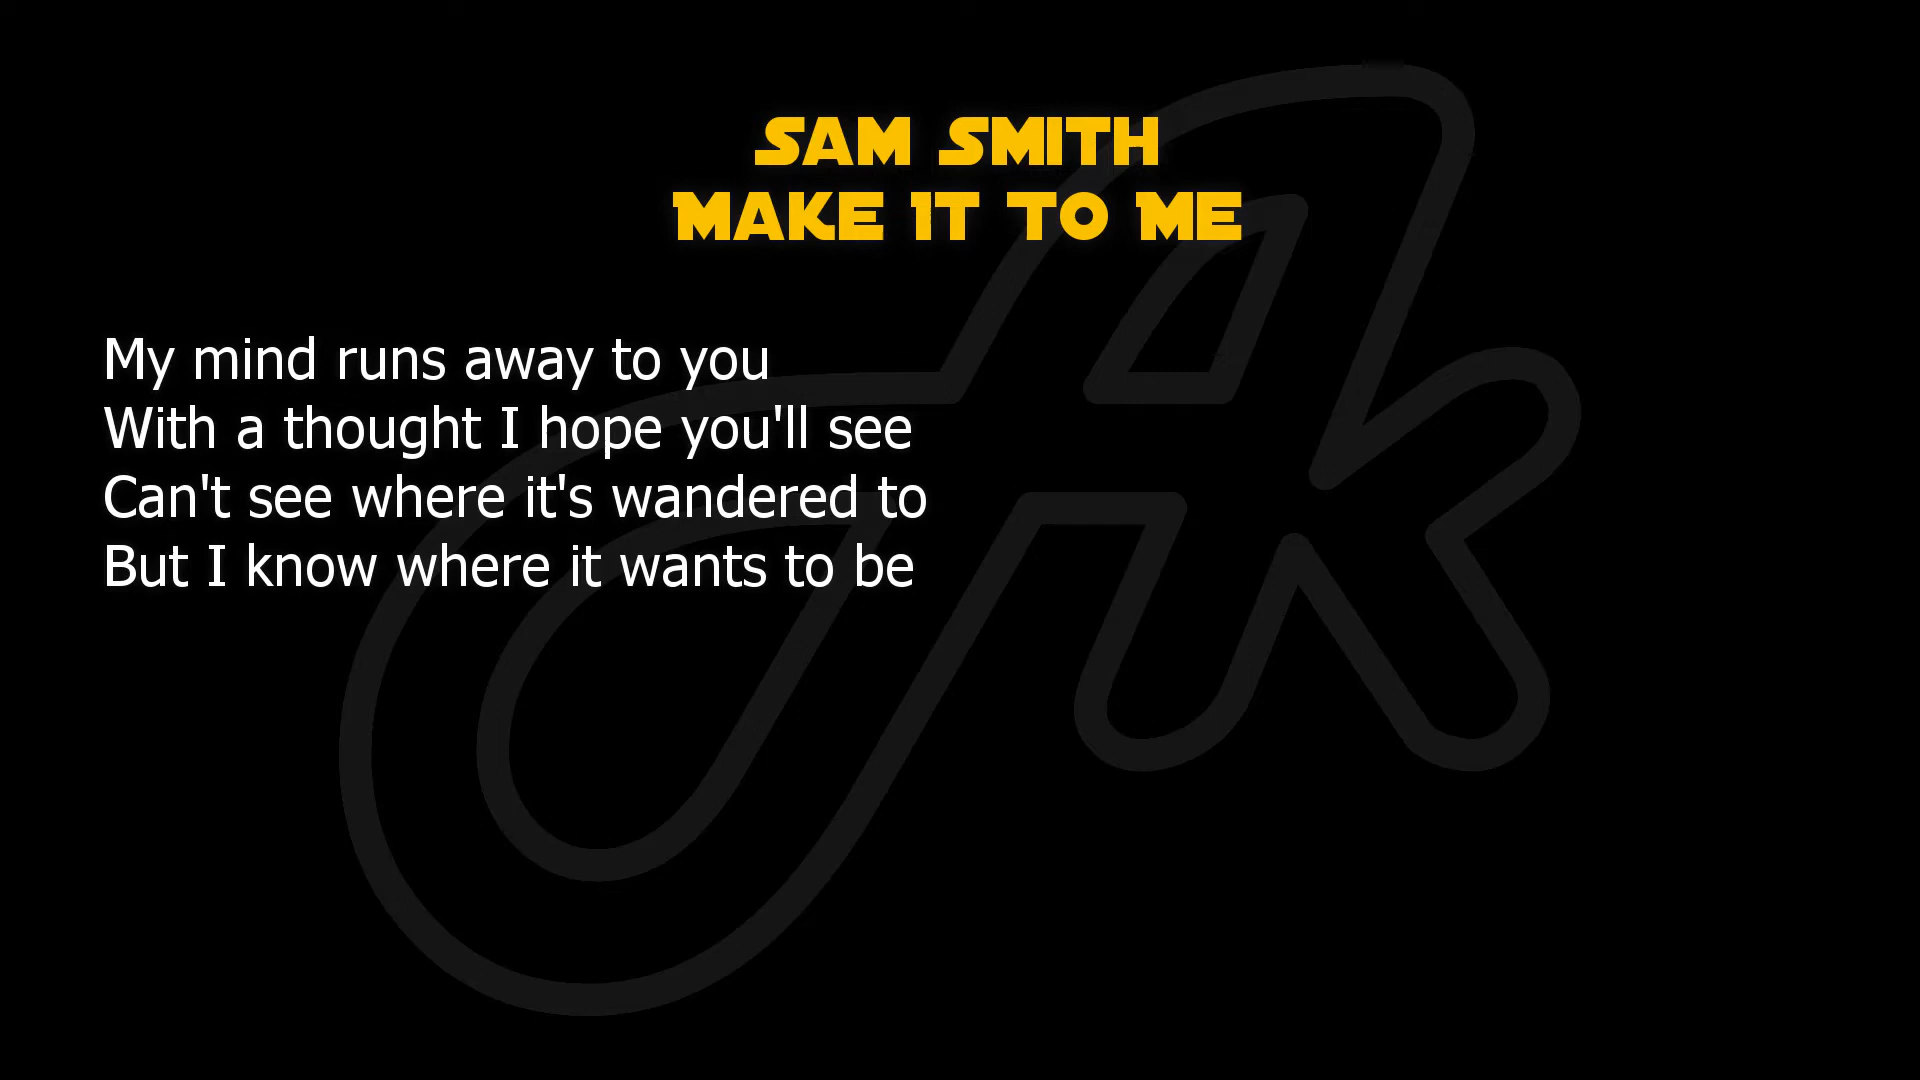 SAM SMITH
MAKE IT TO ME
My mind runs away to you
With a thought I hope you'll see
Can't see where it's wandered to
But I know where it wants to be